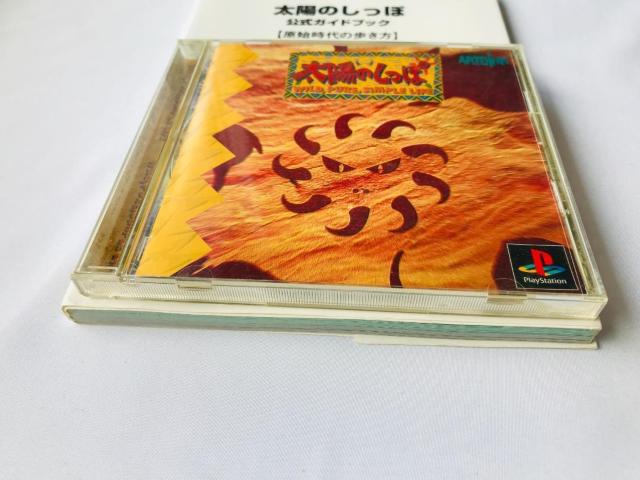 太陽のしっぽ
公式ガイドブック
【原始時代の歩き方】
太陽のしっぽ
WILD, PURE, SIMPLE LIFE
ARTDINK
PlayStation